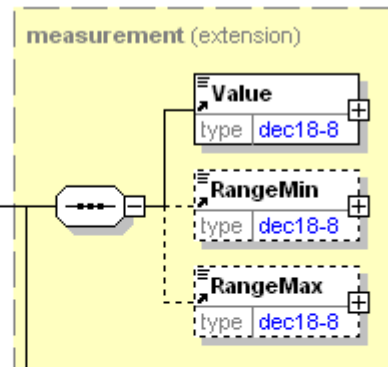 measurement (extension)
Value
type dec18-8
RangeMin
type dec18-8
RangeMax
type dec18-8